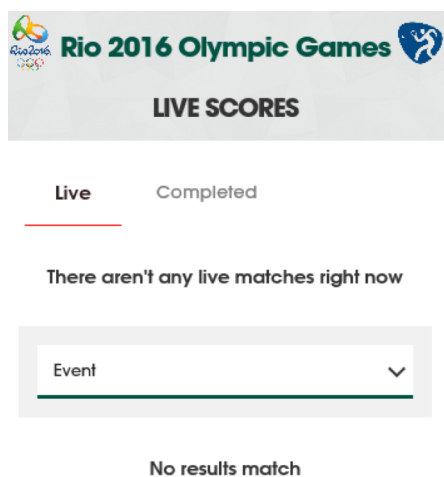 Rio2016.
Rio 2016 Olympic Games
LIVE SCORES
Live
Completed
There aren't any live matches right now
Event
No results match